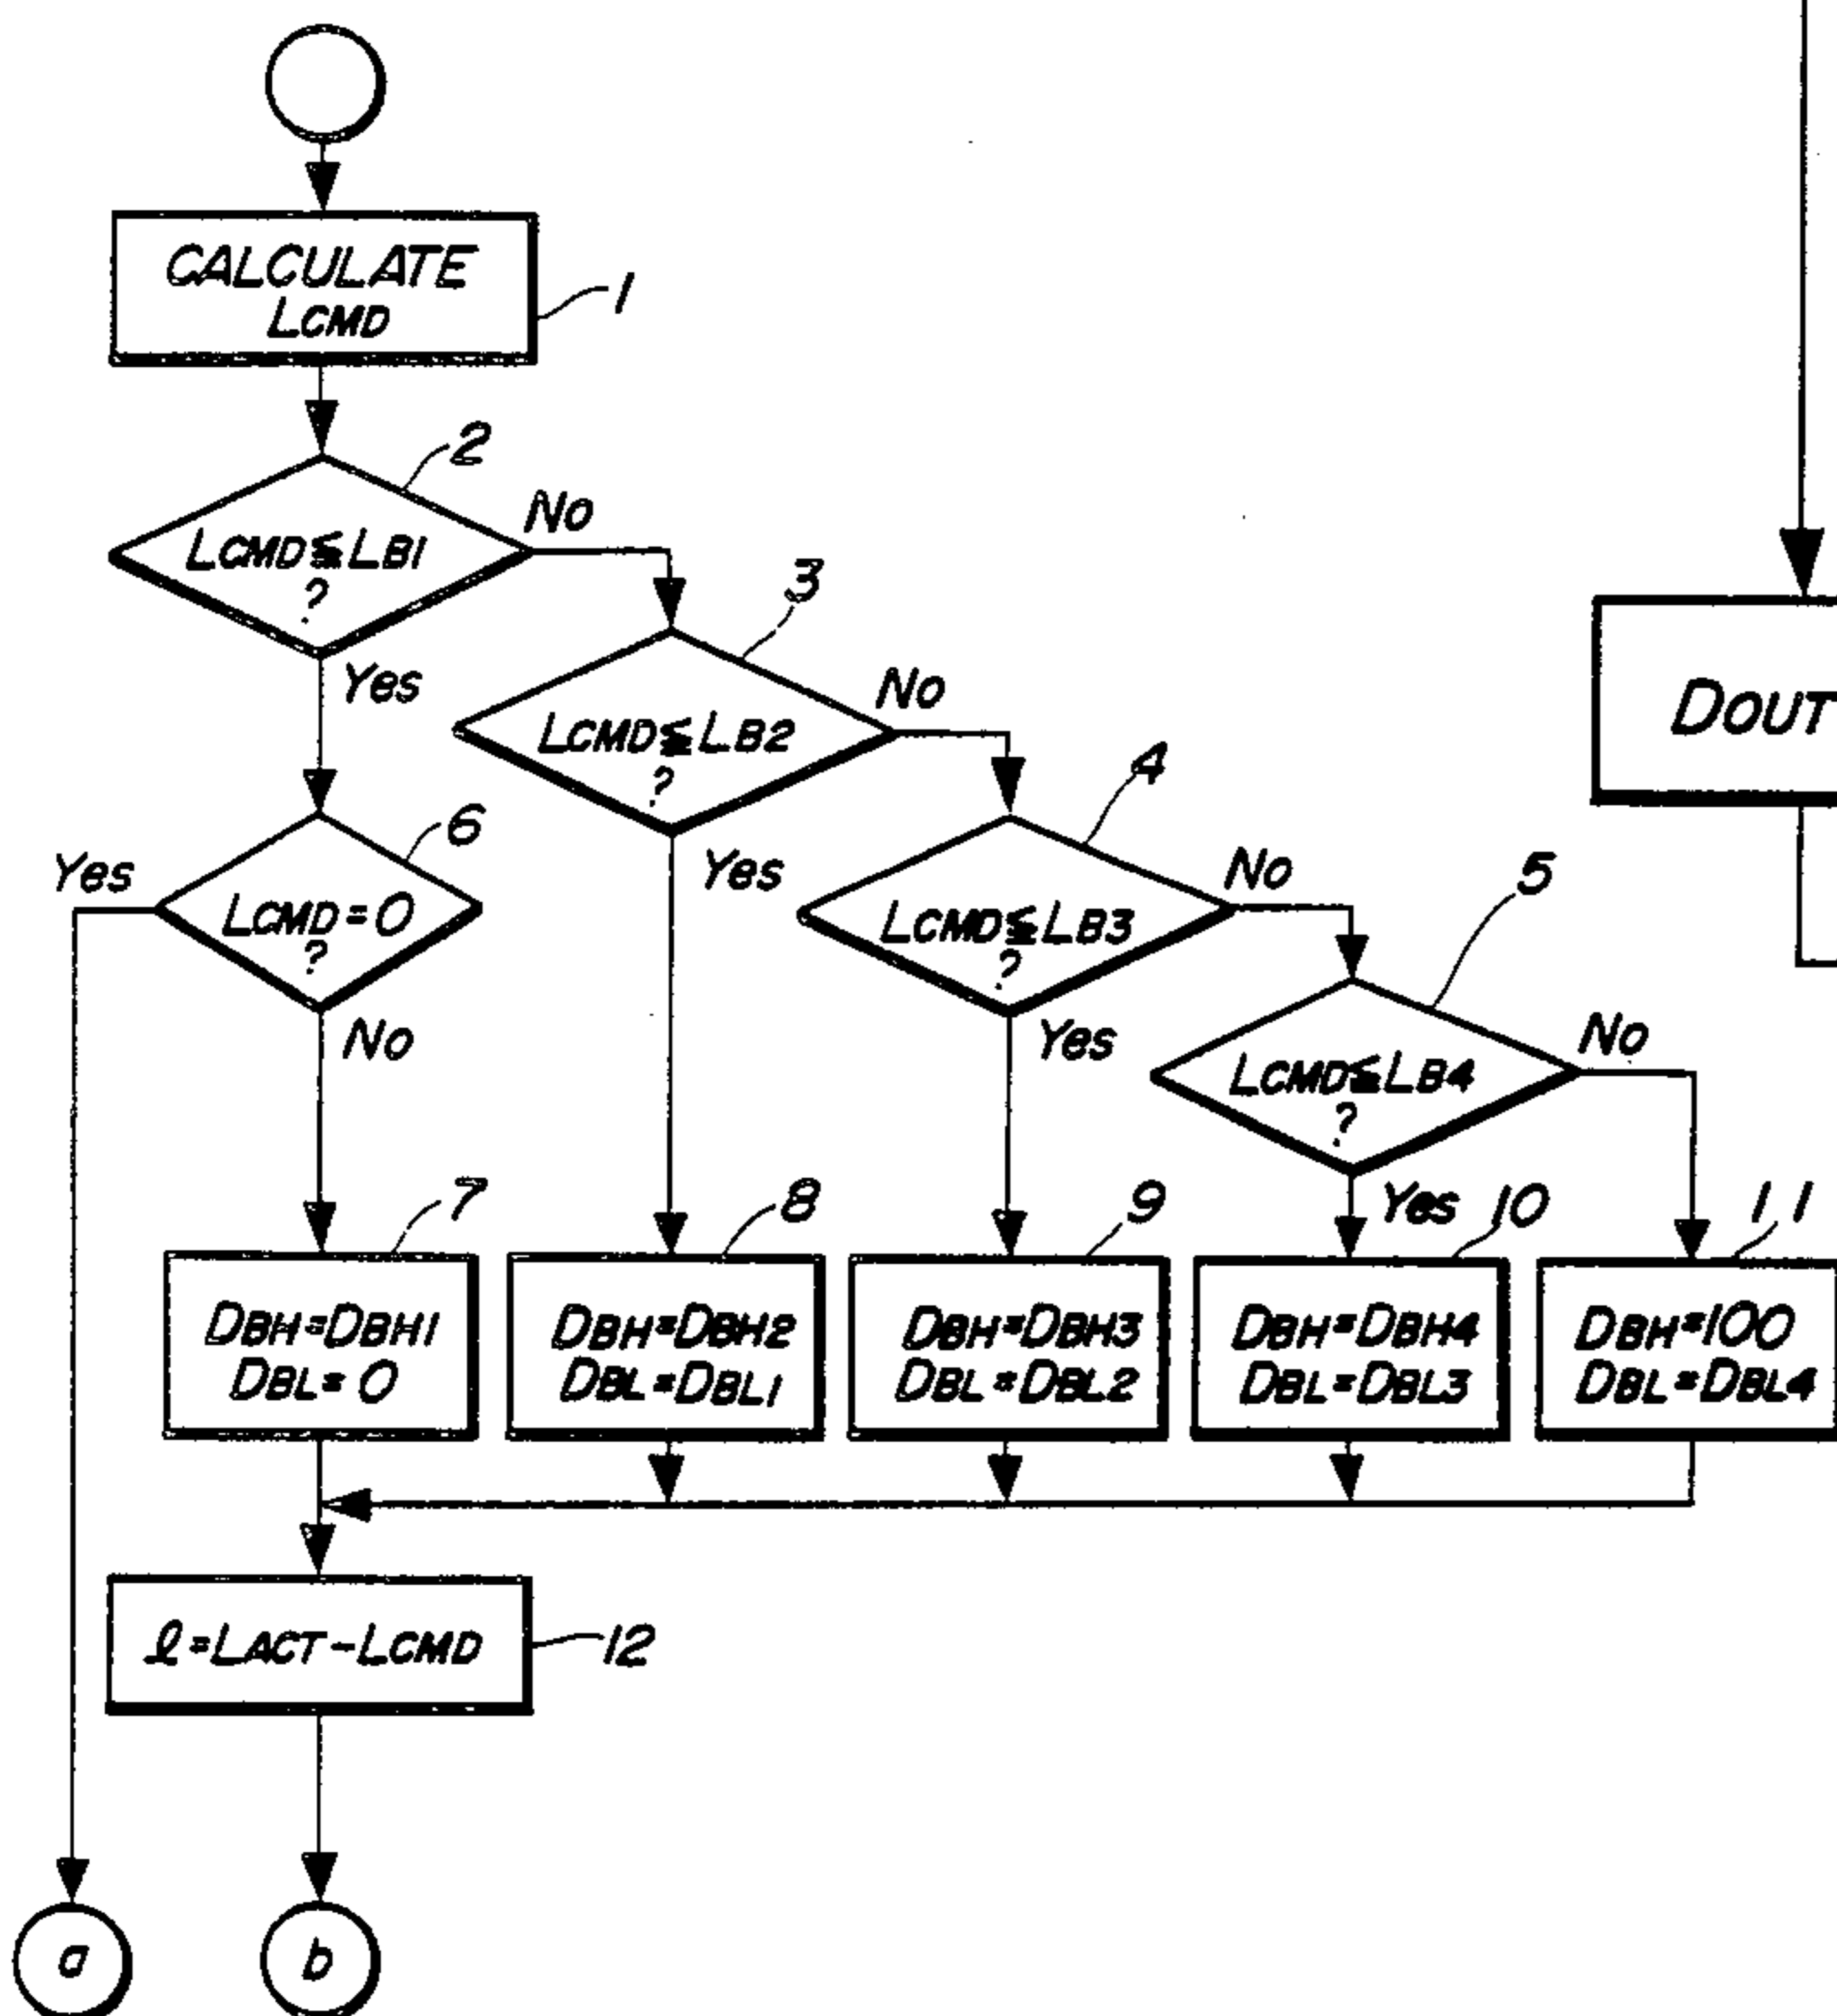 CALCULATE
LCMD
1
2
LCMD≦LB1
?
No
Yes
3
LCMD≦LB2
?
No
Yes
4
LCMD≦LB3
?
No
Yes
5
LCMD≦LB4
?
No
Yes
6
LCMD=0
?
Yes
No
7
DBH=DBH1
DBL=0
8
DBH=DBH2
DBL=DBL1
9
DBH=DBH3
DBL=DBL2
10
DBH=DBH4
DBL=DBL3
11
DBH=100
DBL=DBL4
DOUT
ℓ=LACT-LCMD
12
a
b